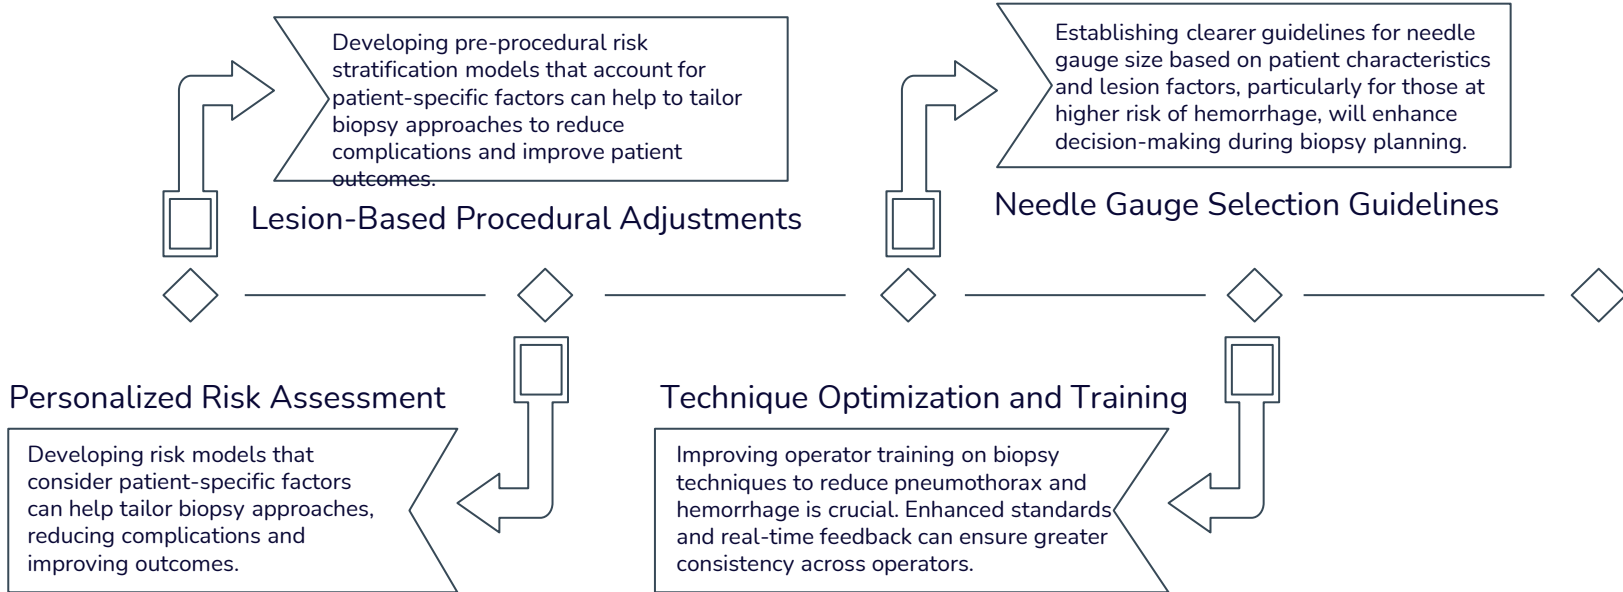 Developing pre-procedural risk
stratification models that account for
patient-specific factors can help to tailor
biopsy approaches to reduce
complications and improve patient
outcomes.
Lesion-Based Procedural Adjustments
Establishing clearer guidelines for needle
gauge size based on patient characteristics
and lesion factors, particularly for those at
higher risk of hemorrhage, will enhance
decision-making during biopsy planning.
Needle Gauge Selection Guidelines
Personalized Risk Assessment
Developing risk models that
consider patient-specific factors
can help tailor biopsy approaches,
reducing complications and
improving outcomes.
Technique Optimization and Training
Improving operator training on biopsy
techniques to reduce pneumothorax and
hemorrhage is crucial. Enhanced standards
and real-time feedback can ensure greater
consistency across operators.